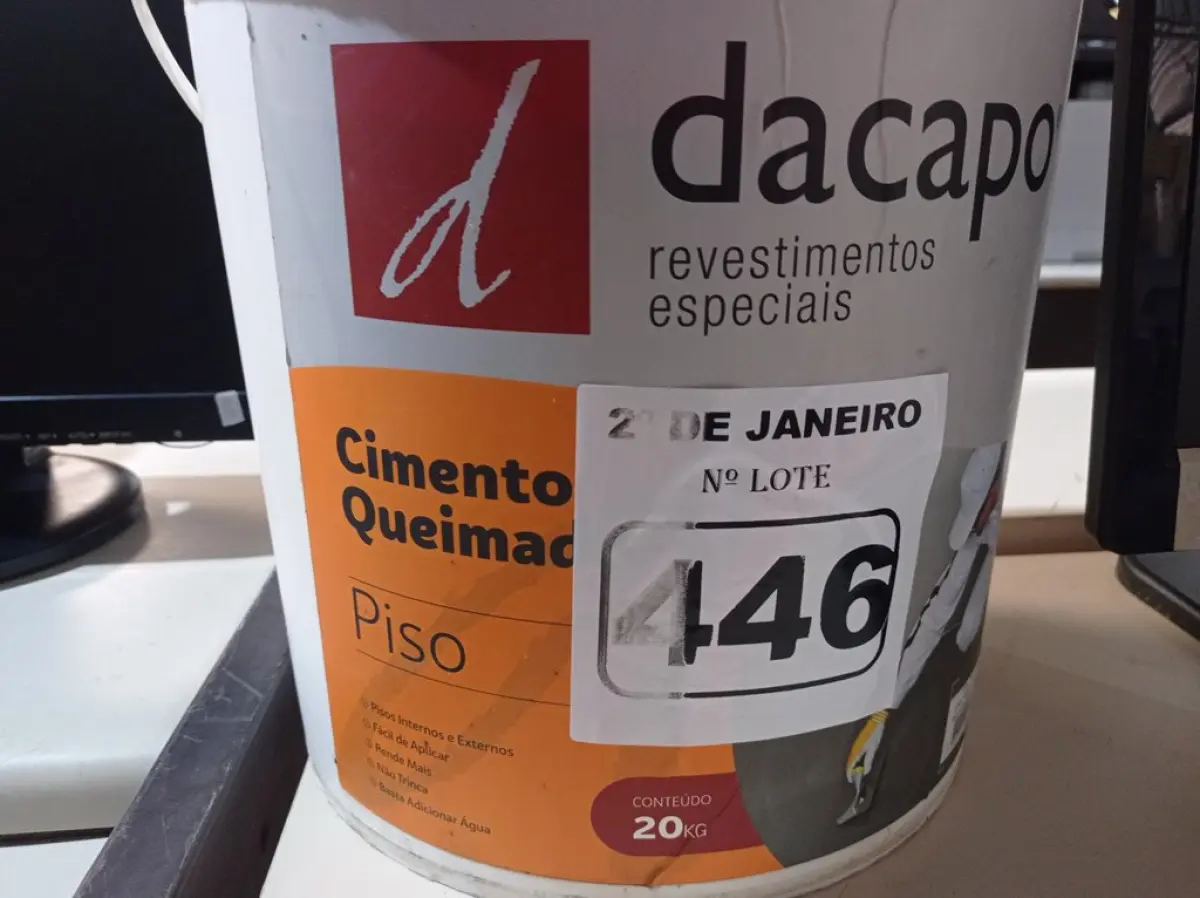 d
dacapo
revestimentos
especiais
Cimento
Queimad
Piso
Pisos Internos e Externos
Fácil de Aplicar
Rende Mais
Não Trinca
Basta Adicionar Água
CONTEÚDO
20KG
DE JANEIRO
Nº LOTE
446